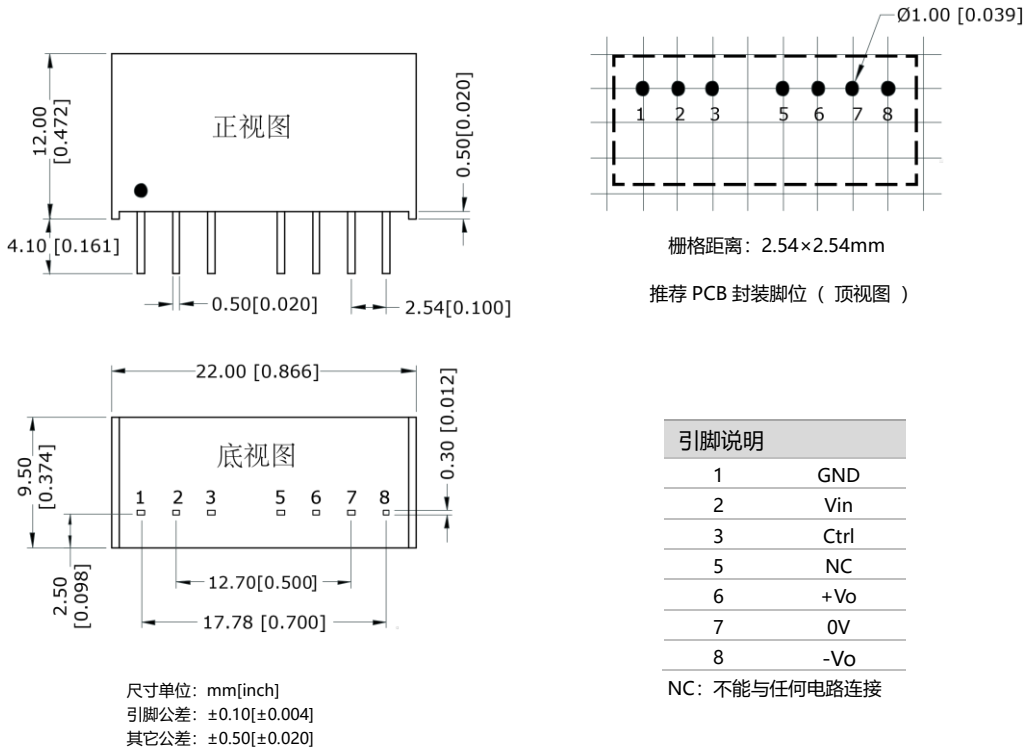 正视图
12.00
[0.472]
0.50[0.020]
4.10 [0.161]
0.50[0.020]
2.54[0.100]
Ø1.00 [0.039]
1 2 3 5 6 7 8
栅格距离：2.54×2.54mm
推荐 PCB 封装脚位（ 顶视图 ）
22.00 [0.866]
底视图
9.50
[0.374]
0.30 [0.012]
1 2 3 5 6 7 8
2.50
[0.098]
12.70[0.500]
17.78 [0.700]
引脚说明
1 GND
2 Vin
3 Ctrl
5 NC
6 +Vo
7 0V
8 -Vo
NC：不能与任何电路连接
尺寸单位：mm[inch]
引脚公差：±0.10[±0.004]
其它公差：±0.50[±0.020]